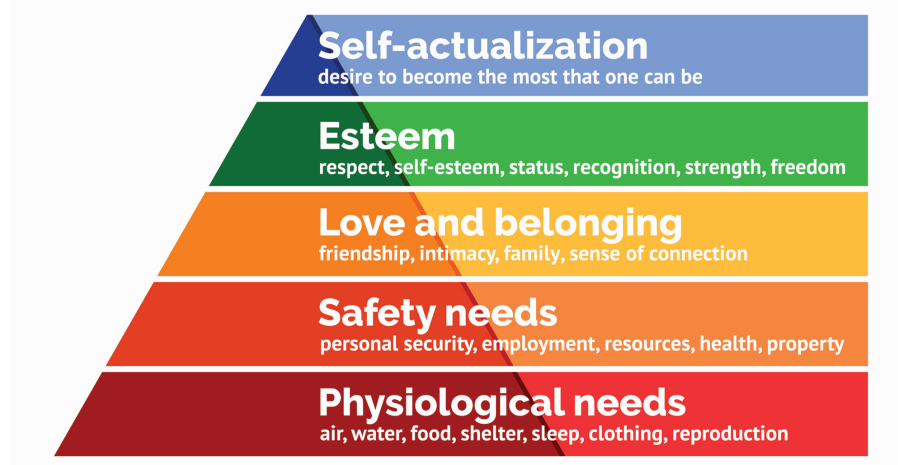 Self-actualization
desire to become the most that one can be
Esteem
respect, self-esteem, status, recognition, strength, freedom
Love and belonging
friendship, intimacy, family, sense of connection
Safety needs
personal security, employment, resources, health, property
Physiological needs
air, water, food, shelter, sleep, clothing, reproduction